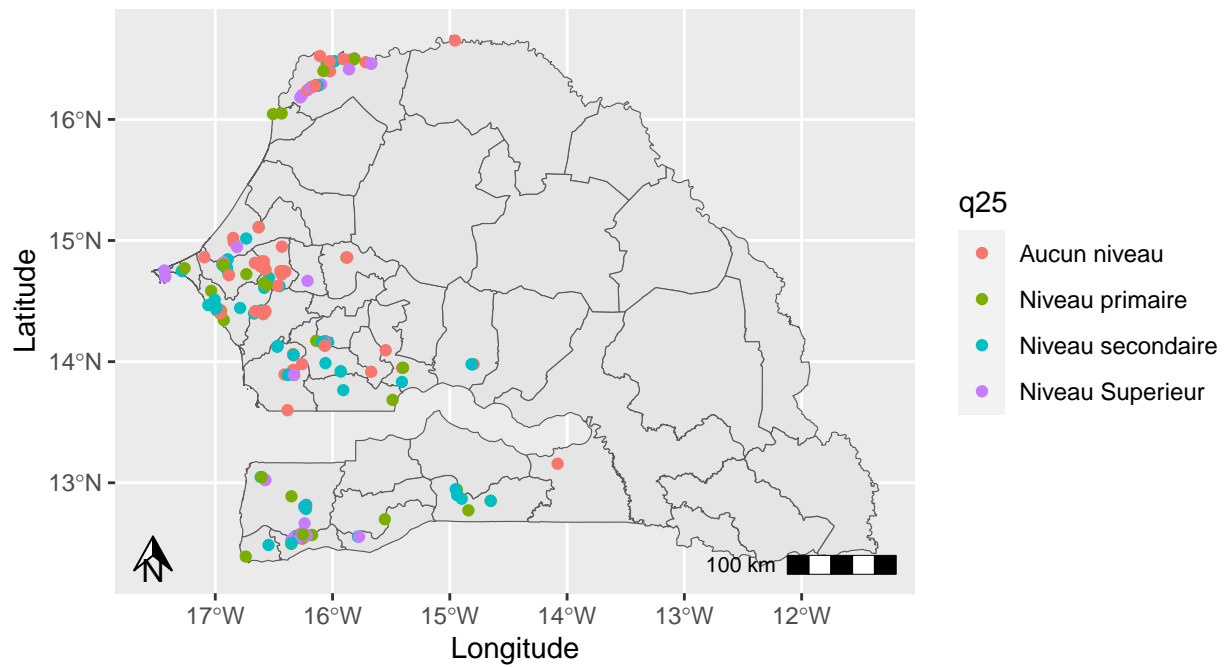 16°N
15°N
14°N
13°N
Latitude
N
100 km
17°W
16°W
15°W
14°W
13°W
12°W
Longitude
q25
Aucun niveau
Niveau primaire
Niveau secondaire
Niveau Superieur